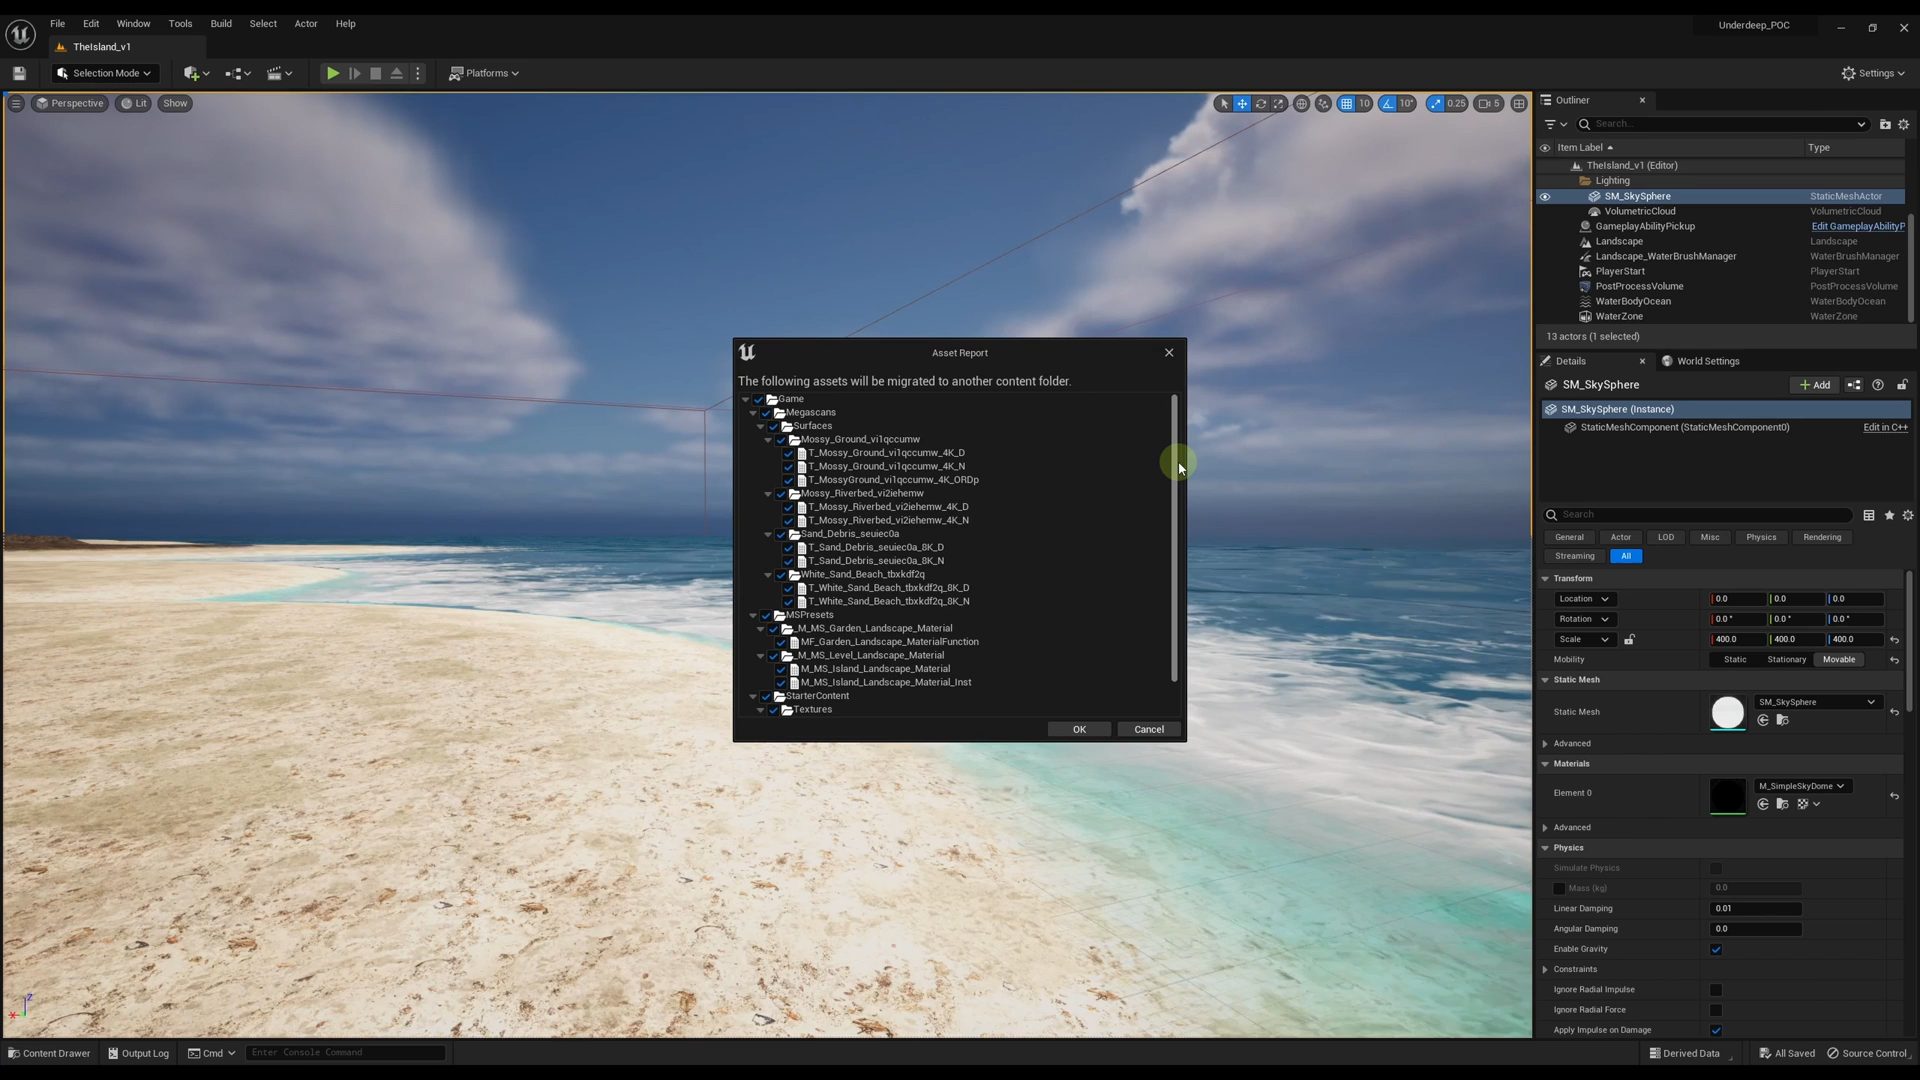 File Edit Window Tools Build Select Actor Help
Underdeep_POC
TheIsland_v1
Selection Mode
Platforms
Settings
Perspective Lit Show
10 10° 0.25 5
Outliner
Search...
Item Label Type
TheIsland_v1 (Editor)
Lighting
SM_SkySphere StaticMeshActor
VolumetricCloud VolumetricCloud
GameplayAbilityPickup Edit GameplayAbilityP
Landscape Landscape
Landscape_WaterBrushManager WaterBrushManager
PlayerStart PlayerStart
PostProcessVolume PostProcessVolume
WaterBodyOcean WaterBodyOcean
WaterZone WaterZone
13 actors (1 selected)
Details World Settings
SM_SkySphere
Add
SM_SkySphere (Instance)
StaticMeshComponent (StaticMeshComponent0) Edit in C++
Search
General Actor LOD Misc Physics Rendering
Streaming All
Transform
Location 0.0 0.0 0.0
Rotation 0.0 ° 0.0 ° 0.0 °
Scale 400.0 400.0 400.0
Mobility Static Stationary Movable
Static Mesh
Static Mesh SM_SkySphere
Advanced
Materials
Element 0 M_SimpleSkyDome
Advanced
Physics
Simulate Physics
Mass (kg) 0.0
Linear Damping 0.01
Angular Damping 0.0
Enable Gravity
Constraints
Ignore Radial Impulse
Ignore Radial Force
Apply Impulse on Damage
Asset Report
The following assets will be migrated to another content folder.
Game
Megascans
Surfaces
Mossy_Ground_vi1qccumw
T_Mossy_Ground_vi1qccumw_4K_D
T_Mossy_Ground_vi1qccumw_4K_N
T_MossyGround_vi1qccumw_4K_ORDp
Mossy_Riverbed_vi2iehemw
T_Mossy_Riverbed_vi2iehemw_4K_D
T_Mossy_Riverbed_vi2iehemw_4K_N
Sand_Debris_seuiec0a
T_Sand_Debris_seuiec0a_8K_D
T_Sand_Debris_seuiec0a_8K_N
White_Sand_Beach_tbxkdf2q
T_White_Sand_Beach_tbxkdf2q_8K_D
T_White_Sand_Beach_tbxkdf2q_8K_N
MSPresets
M_MS_Garden_Landscape_Material
MF_Garden_Landscape_MaterialFunction
M_MS_Level_Landscape_Material
M_MS_Island_Landscape_Material
M_MS_Island_Landscape_Material_Inst
StarterContent
Textures
OK Cancel
Z
X
Content Drawer Output Log Cmd Enter Console Command
Derived Data All Saved Source Control